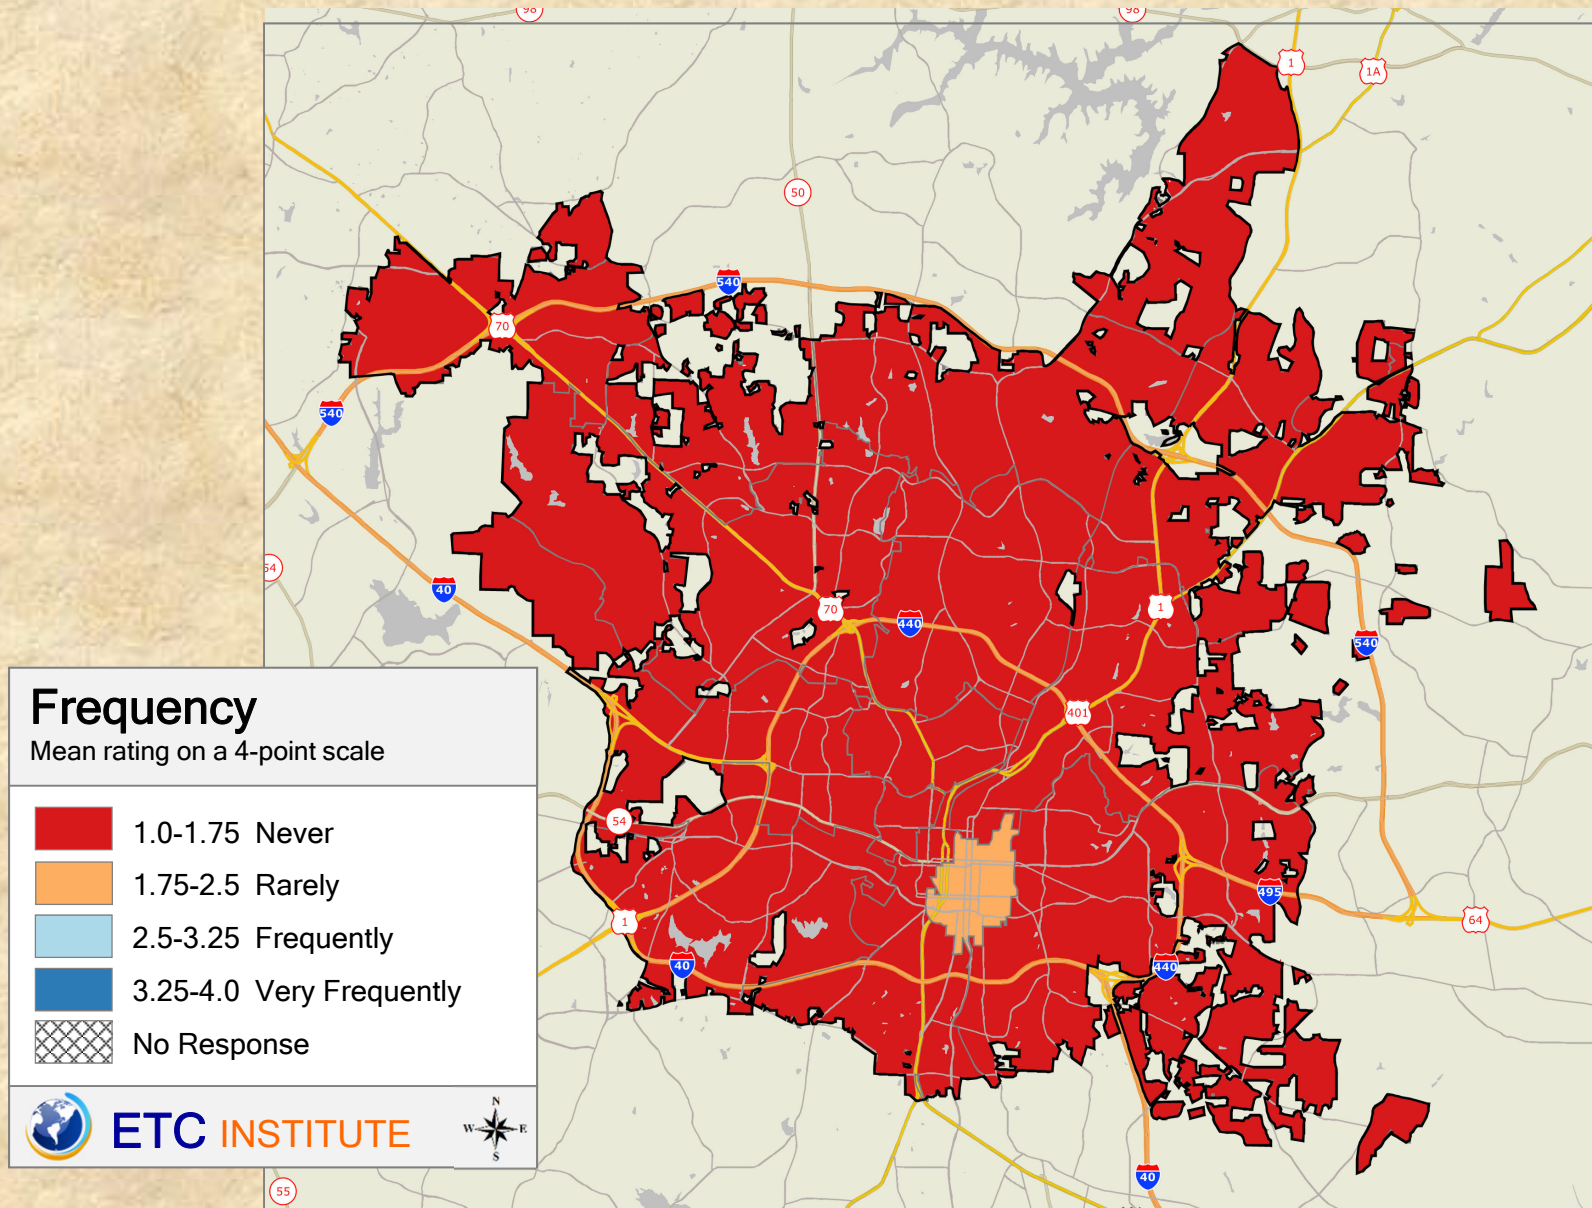 98
98
1
1A
50
540
70
540
54
40
70
440
1
540
401
54
495
1
64
40
440
40
55
Frequency
Mean rating on a 4-point scale
1.0-1.75 Never
1.75-2.5 Rarely
2.5-3.25 Frequently
3.25-4.0 Very Frequently
No Response
ETC INSTITUTE
N
W E
S